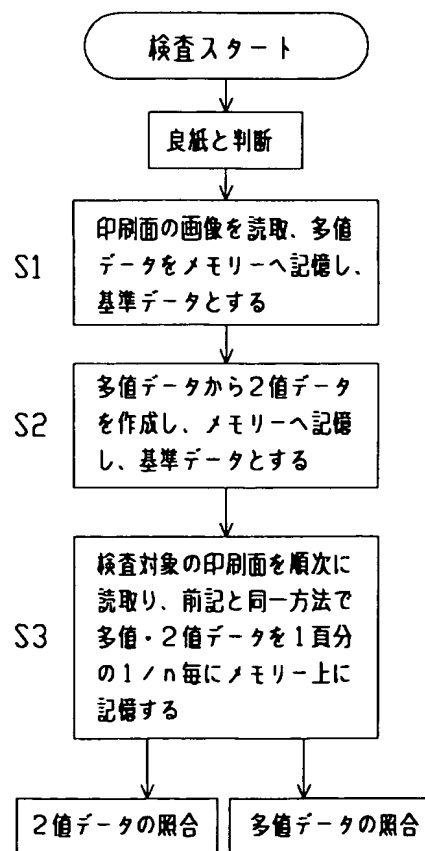 検査スタート
良紙と判断
S1
印刷面の画像を読取、多値
データをメモリーへ記憶し、
基準データとする
S2
多値データから2値データ
を作成し、メモリーへ記憶
し、基準データとする
S3
検査対象の印刷面を順次に
読取り、前記と同一方法で
多値・2値データを1頁分
の1/n毎にメモリー上に
記憶する
2値データの照合
多値データの照合